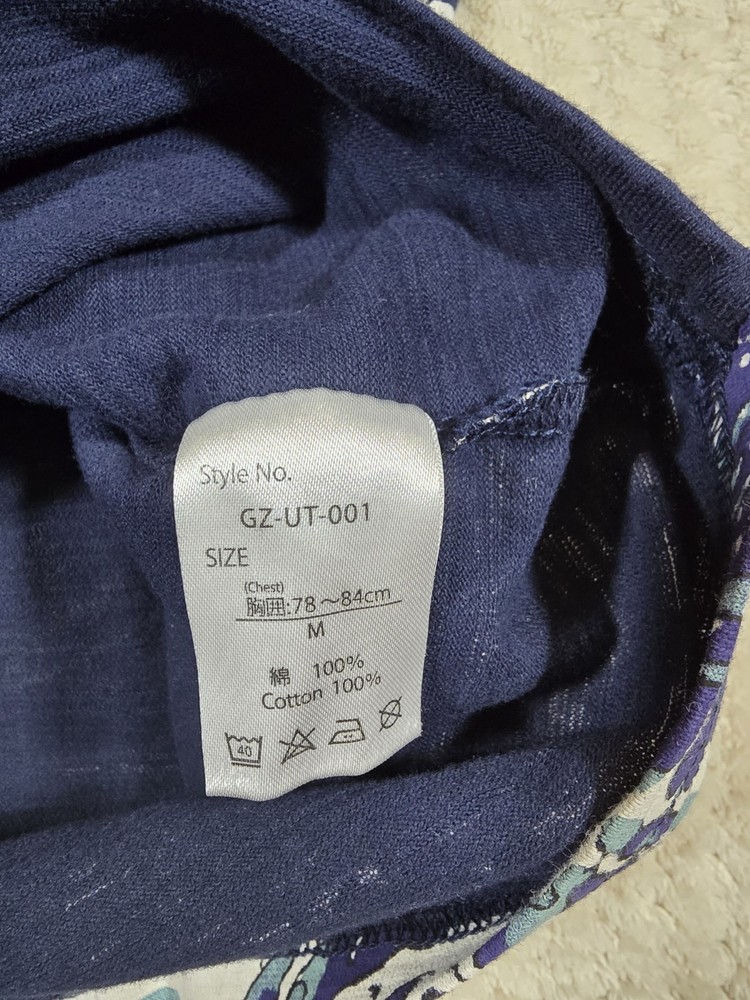 Style No.
GZ-UT-001
SIZE
(Chest)
胸囲:78～84cm
M
綿 100%
Cotton 100%
40